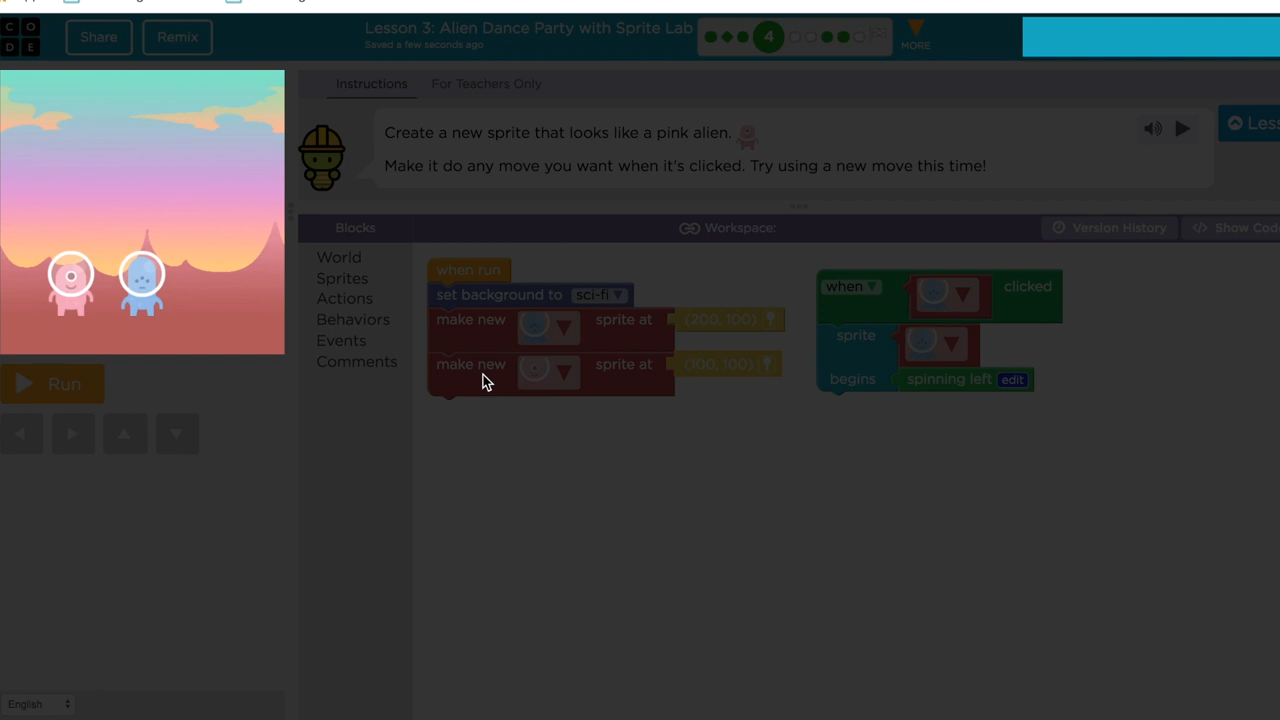 C O
D E
Share
Remix
Lesson 3: Alien Dance Party with Sprite Lab
Saved a few seconds ago
4
MORE
Instructions
For Teachers Only
Create a new sprite that looks like a pink alien.
Make it do any move you want when it's clicked. Try using a new move this time!
Blocks
Workspace:
Version History
World
Sprites
Actions
Behaviors
Events
Comments
when run
set background to sci-fi
make new sprite at (200, 100)
make new sprite at (100, 100)
when clicked
sprite
begins spinning left edit
Run
English